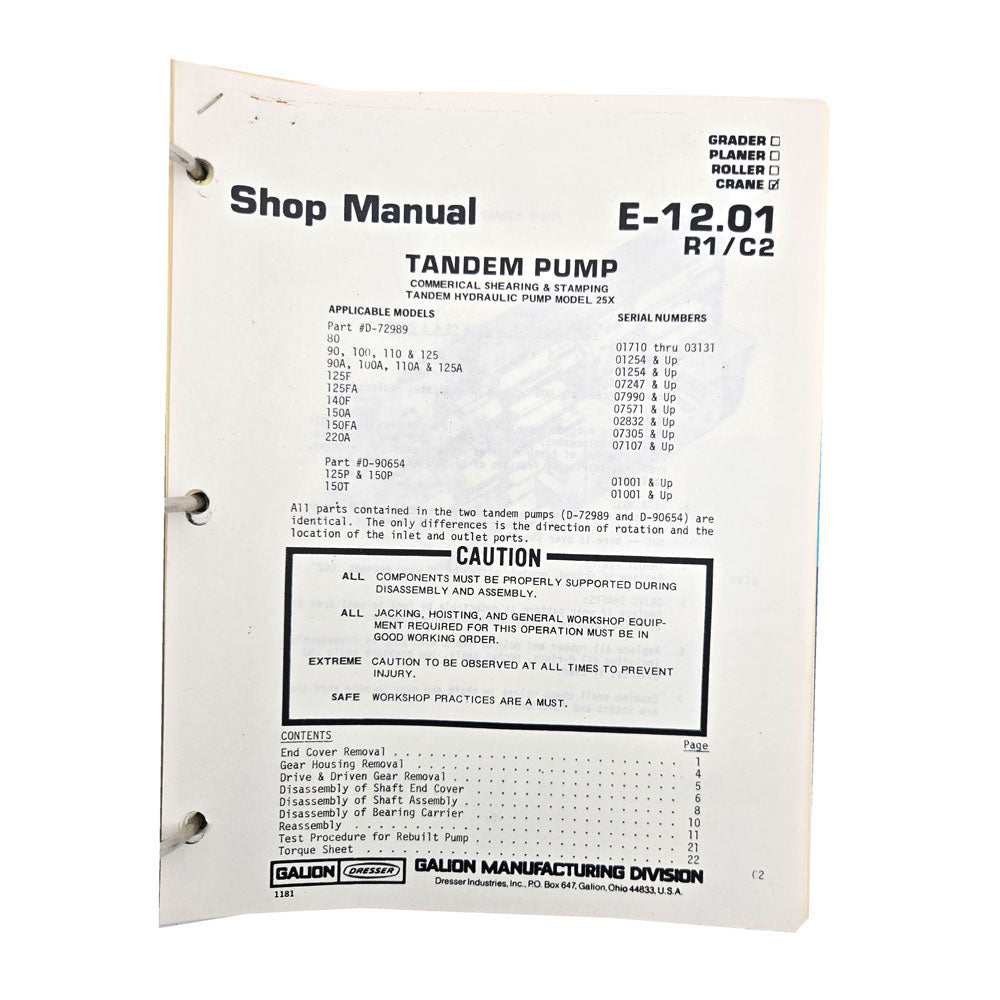 GRADER ☐
PLANER ☐
ROLLER ☐
CRANE ☑
Shop Manual
E-12.01
R1/C2
TANDEM PUMP
COMMERICAL SHEARING & STAMPING
TANDEM HYDRAULIC PUMP MODEL 25X
APPLICABLE MODELS SERIAL NUMBERS
Part #D-72989
80 01710 thru 03131
90, 100, 110 & 125 01254 & Up
90A, 100A, 110A & 125A 01254 & Up
125F 07247 & Up
125FA 07990 & Up
140F 07571 & Up
150A 02832 & Up
150FA 07305 & Up
220A 07107 & Up
Part #D-90654
125P & 150P 01001 & Up
150T 01001 & Up
All parts contained in the two tandem pumps (D-72989 and D-90654) are
identical. The only differences is the direction of rotation and the
location of the inlet and outlet ports.
CAUTION
ALL COMPONENTS MUST BE PROPERLY SUPPORTED DURING
DISASSEMBLY AND ASSEMBLY.
ALL JACKING, HOISTING, AND GENERAL WORKSHOP EQUIP-
MENT REQUIRED FOR THIS OPERATION MUST BE IN
GOOD WORKING ORDER.
EXTREME CAUTION TO BE OBSERVED AT ALL TIMES TO PREVENT
INJURY.
SAFE WORKSHOP PRACTICES ARE A MUST.
CONTENTS Page
End Cover Removal . . . . . . . . . . 1
Gear Housing Removal . . . . . . . . . . 4
Drive & Driven Gear Removal . . . . . . . . . . 5
Disassembly of Shaft End Cover . . . . . . . . . . 6
Disassembly of Shaft Assembly . . . . . . . . . . 8
Disassembly of Bearing Carrier . . . . . . . . . . 10
Reassembly . . . . . . . . . . 11
Test Procedure for Rebuilt Pump . . . . . . . . . . 21
Torque Sheet . . . . . . . . . . 22
GALION DRESSER GALION MANUFACTURING DIVISION
Dresser Industries, Inc., P.O. Box 647, Galion, Ohio 44833, U.S.A.
C2
1181